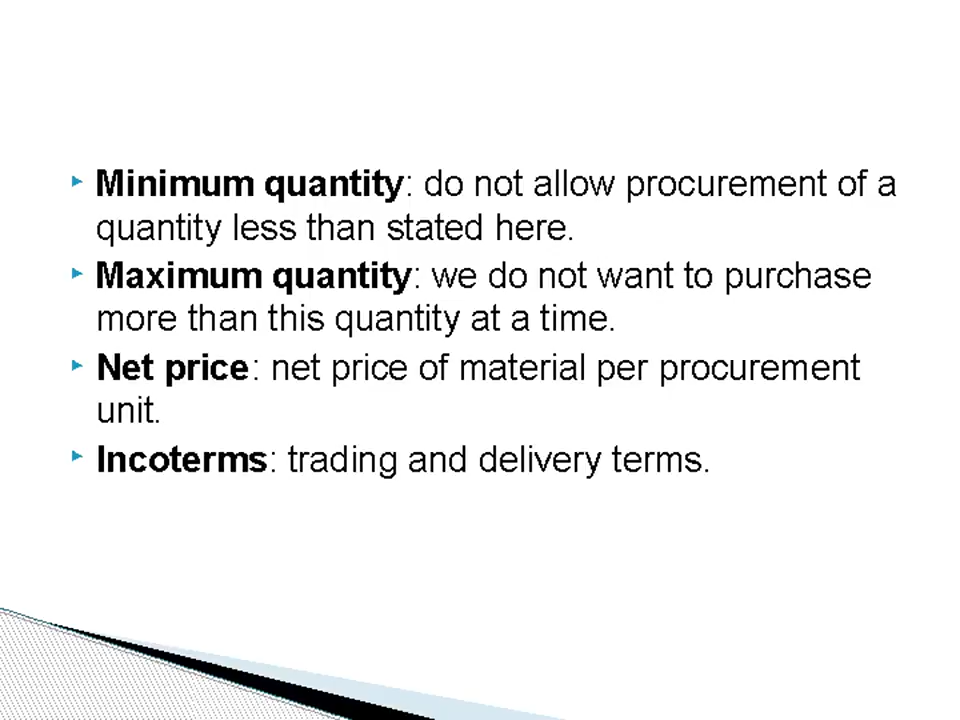 Minimum quantity: do not allow procurement of a
quantity less than stated here.
Maximum quantity: we do not want to purchase
more than this quantity at a time.
Net price: net price of material per procurement
unit.
Incoterms: trading and delivery terms.